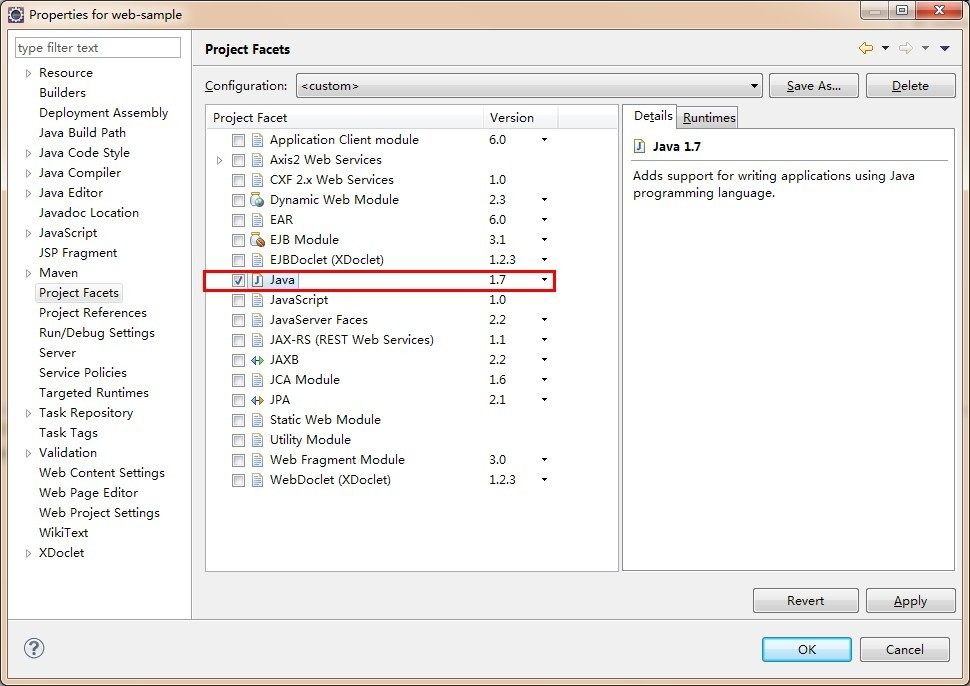 Properties for web-sample
type filter text
Resource
Builders
Deployment Assembly
Java Build Path
Java Code Style
Java Compiler
Java Editor
Javadoc Location
JavaScript
JSP Fragment
Maven
Project Facets
Project References
Run/Debug Settings
Server
Service Policies
Targeted Runtimes
Task Repository
Task Tags
Validation
Web Content Settings
Web Page Editor
Web Project Settings
WikiText
XDoclet
Project Facets
Configuration: <custom> Save As... Delete
Project Facet Version
Application Client module 6.0
Axis2 Web Services
CXF 2.x Web Services 1.0
Dynamic Web Module 2.3
EAR 6.0
EJB Module 3.1
EJBDoclet (XDoclet) 1.2.3
Java 1.7
JavaScript 1.0
JavaServer Faces 2.2
JAX-RS (REST Web Services) 1.1
JAXB 2.2
JCA Module 1.6
JPA 2.1
Static Web Module
Utility Module
Web Fragment Module 3.0
WebDoclet (XDoclet) 1.2.3
Details Runtimes
Java 1.7
Adds support for writing applications using Java
programming language.
Revert Apply
OK Cancel